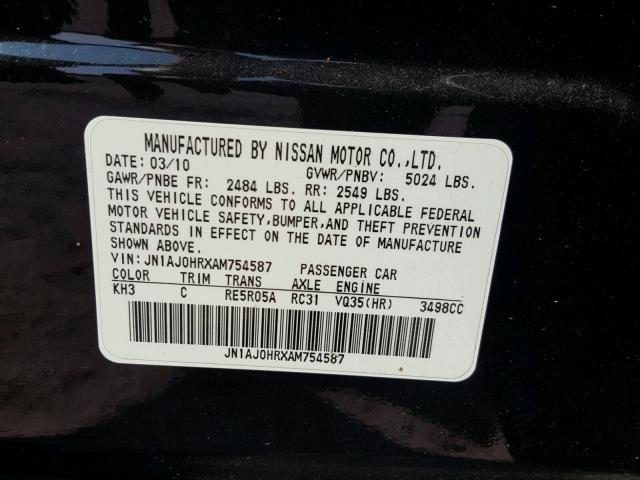 MANUFACTURED BY NISSAN MOTOR CO.,LTD.
DATE: 03/10 GVWR/PNBV: 5024 LBS.
GAWR/PNBE FR: 2484 LBS. RR: 2549 LBS.
THIS VEHICLE CONFORMS TO ALL APPLICABLE FEDERAL
MOTOR VEHICLE SAFETY,BUMPER,AND THEFT PREVENTION
STANDARDS IN EFFECT ON THE DATE OF MANUFACTURE
SHOWN ABOVE.
VIN:JN1AJ0HRXAM754587 PASSENGER CAR
COLOR TRIM TRANS AXLE ENGINE
KH3 C RE5R05A RC31 VQ35(HR) 3498CC
JN1AJ0HRXAM754587